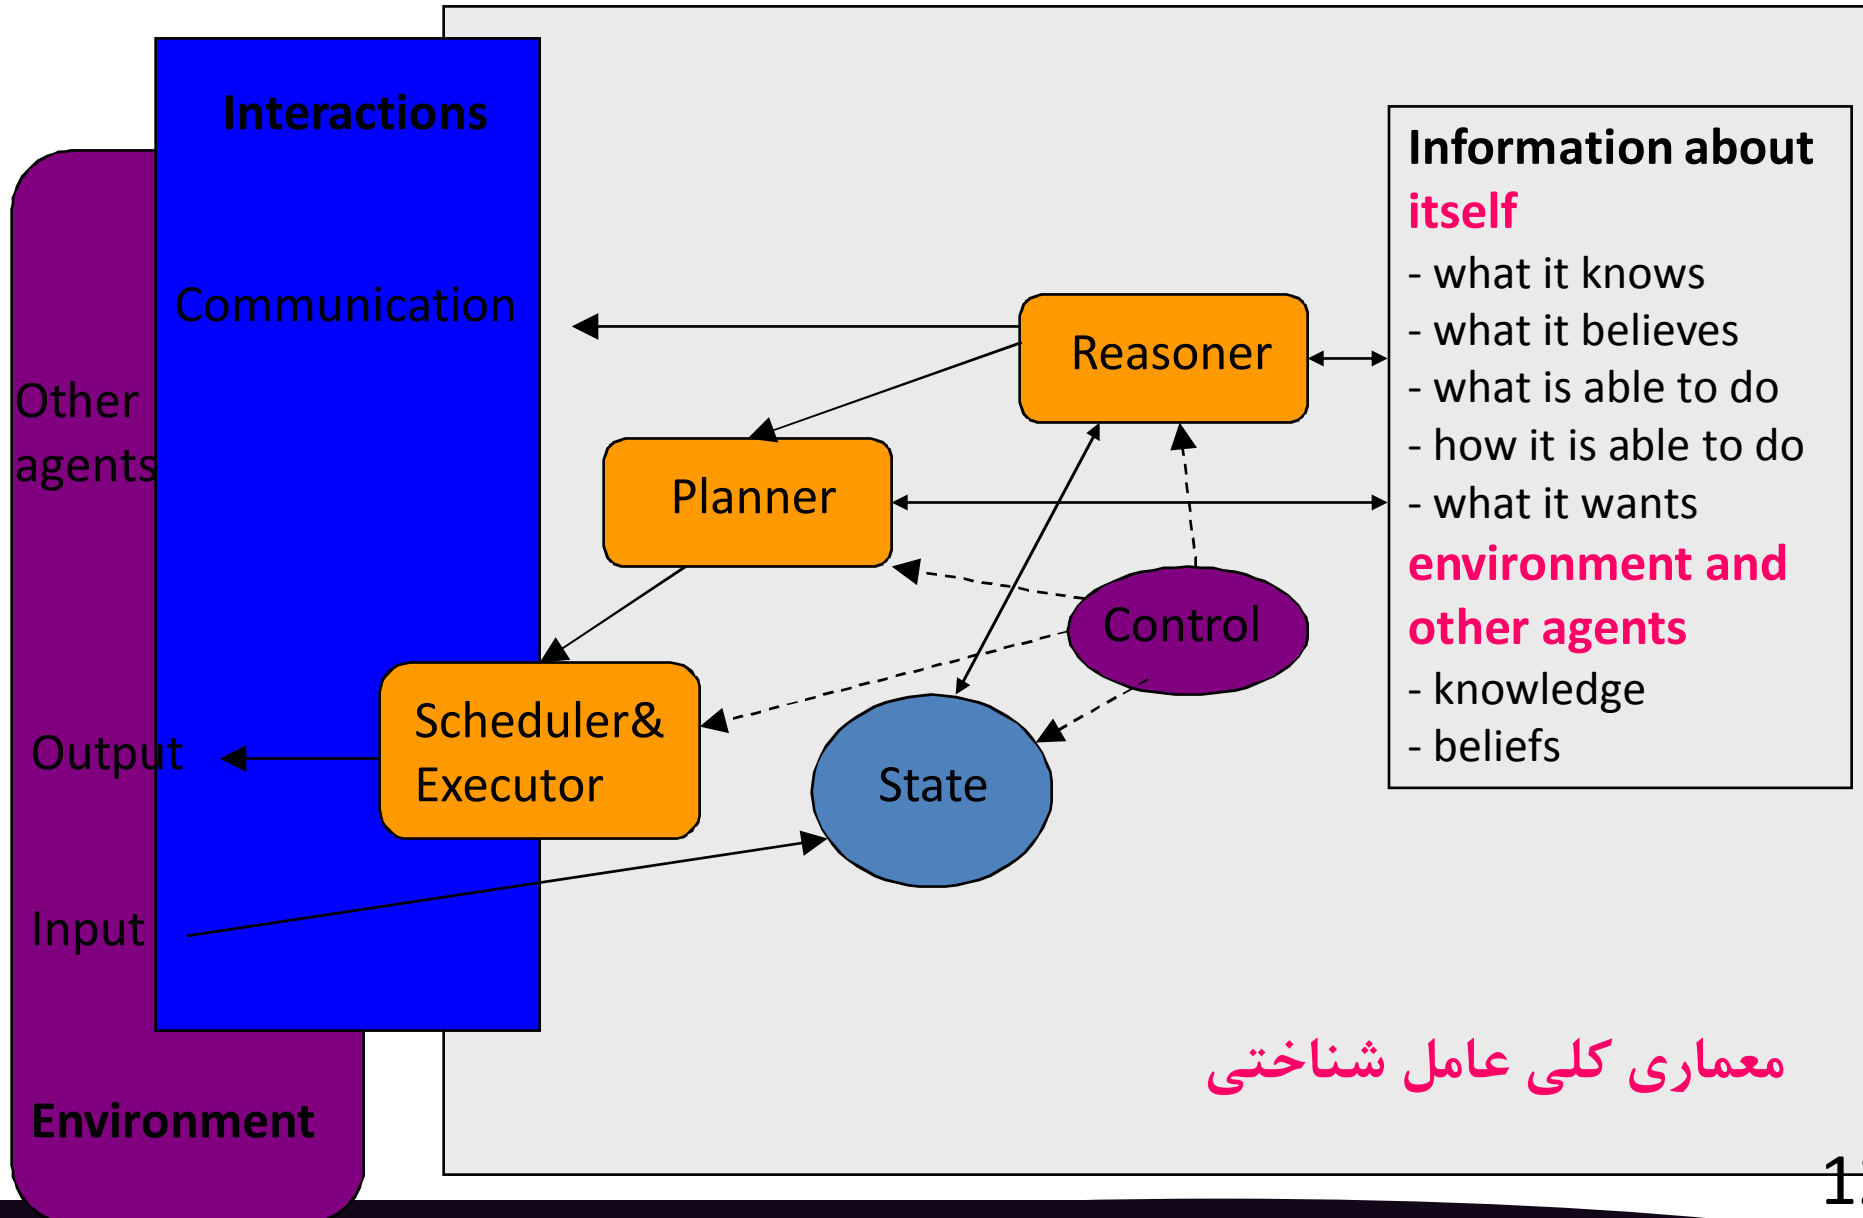 Interactions
Communication
Other
agents
Output
Input
Environment
Reasoner
Planner
Scheduler&
Executor
State
Control
Information about
itself
- what it knows
- what it believes
- what is able to do
- how it is able to do
- what it wants
environment and
other agents
- knowledge
- beliefs
معماری کلی عامل شناختی